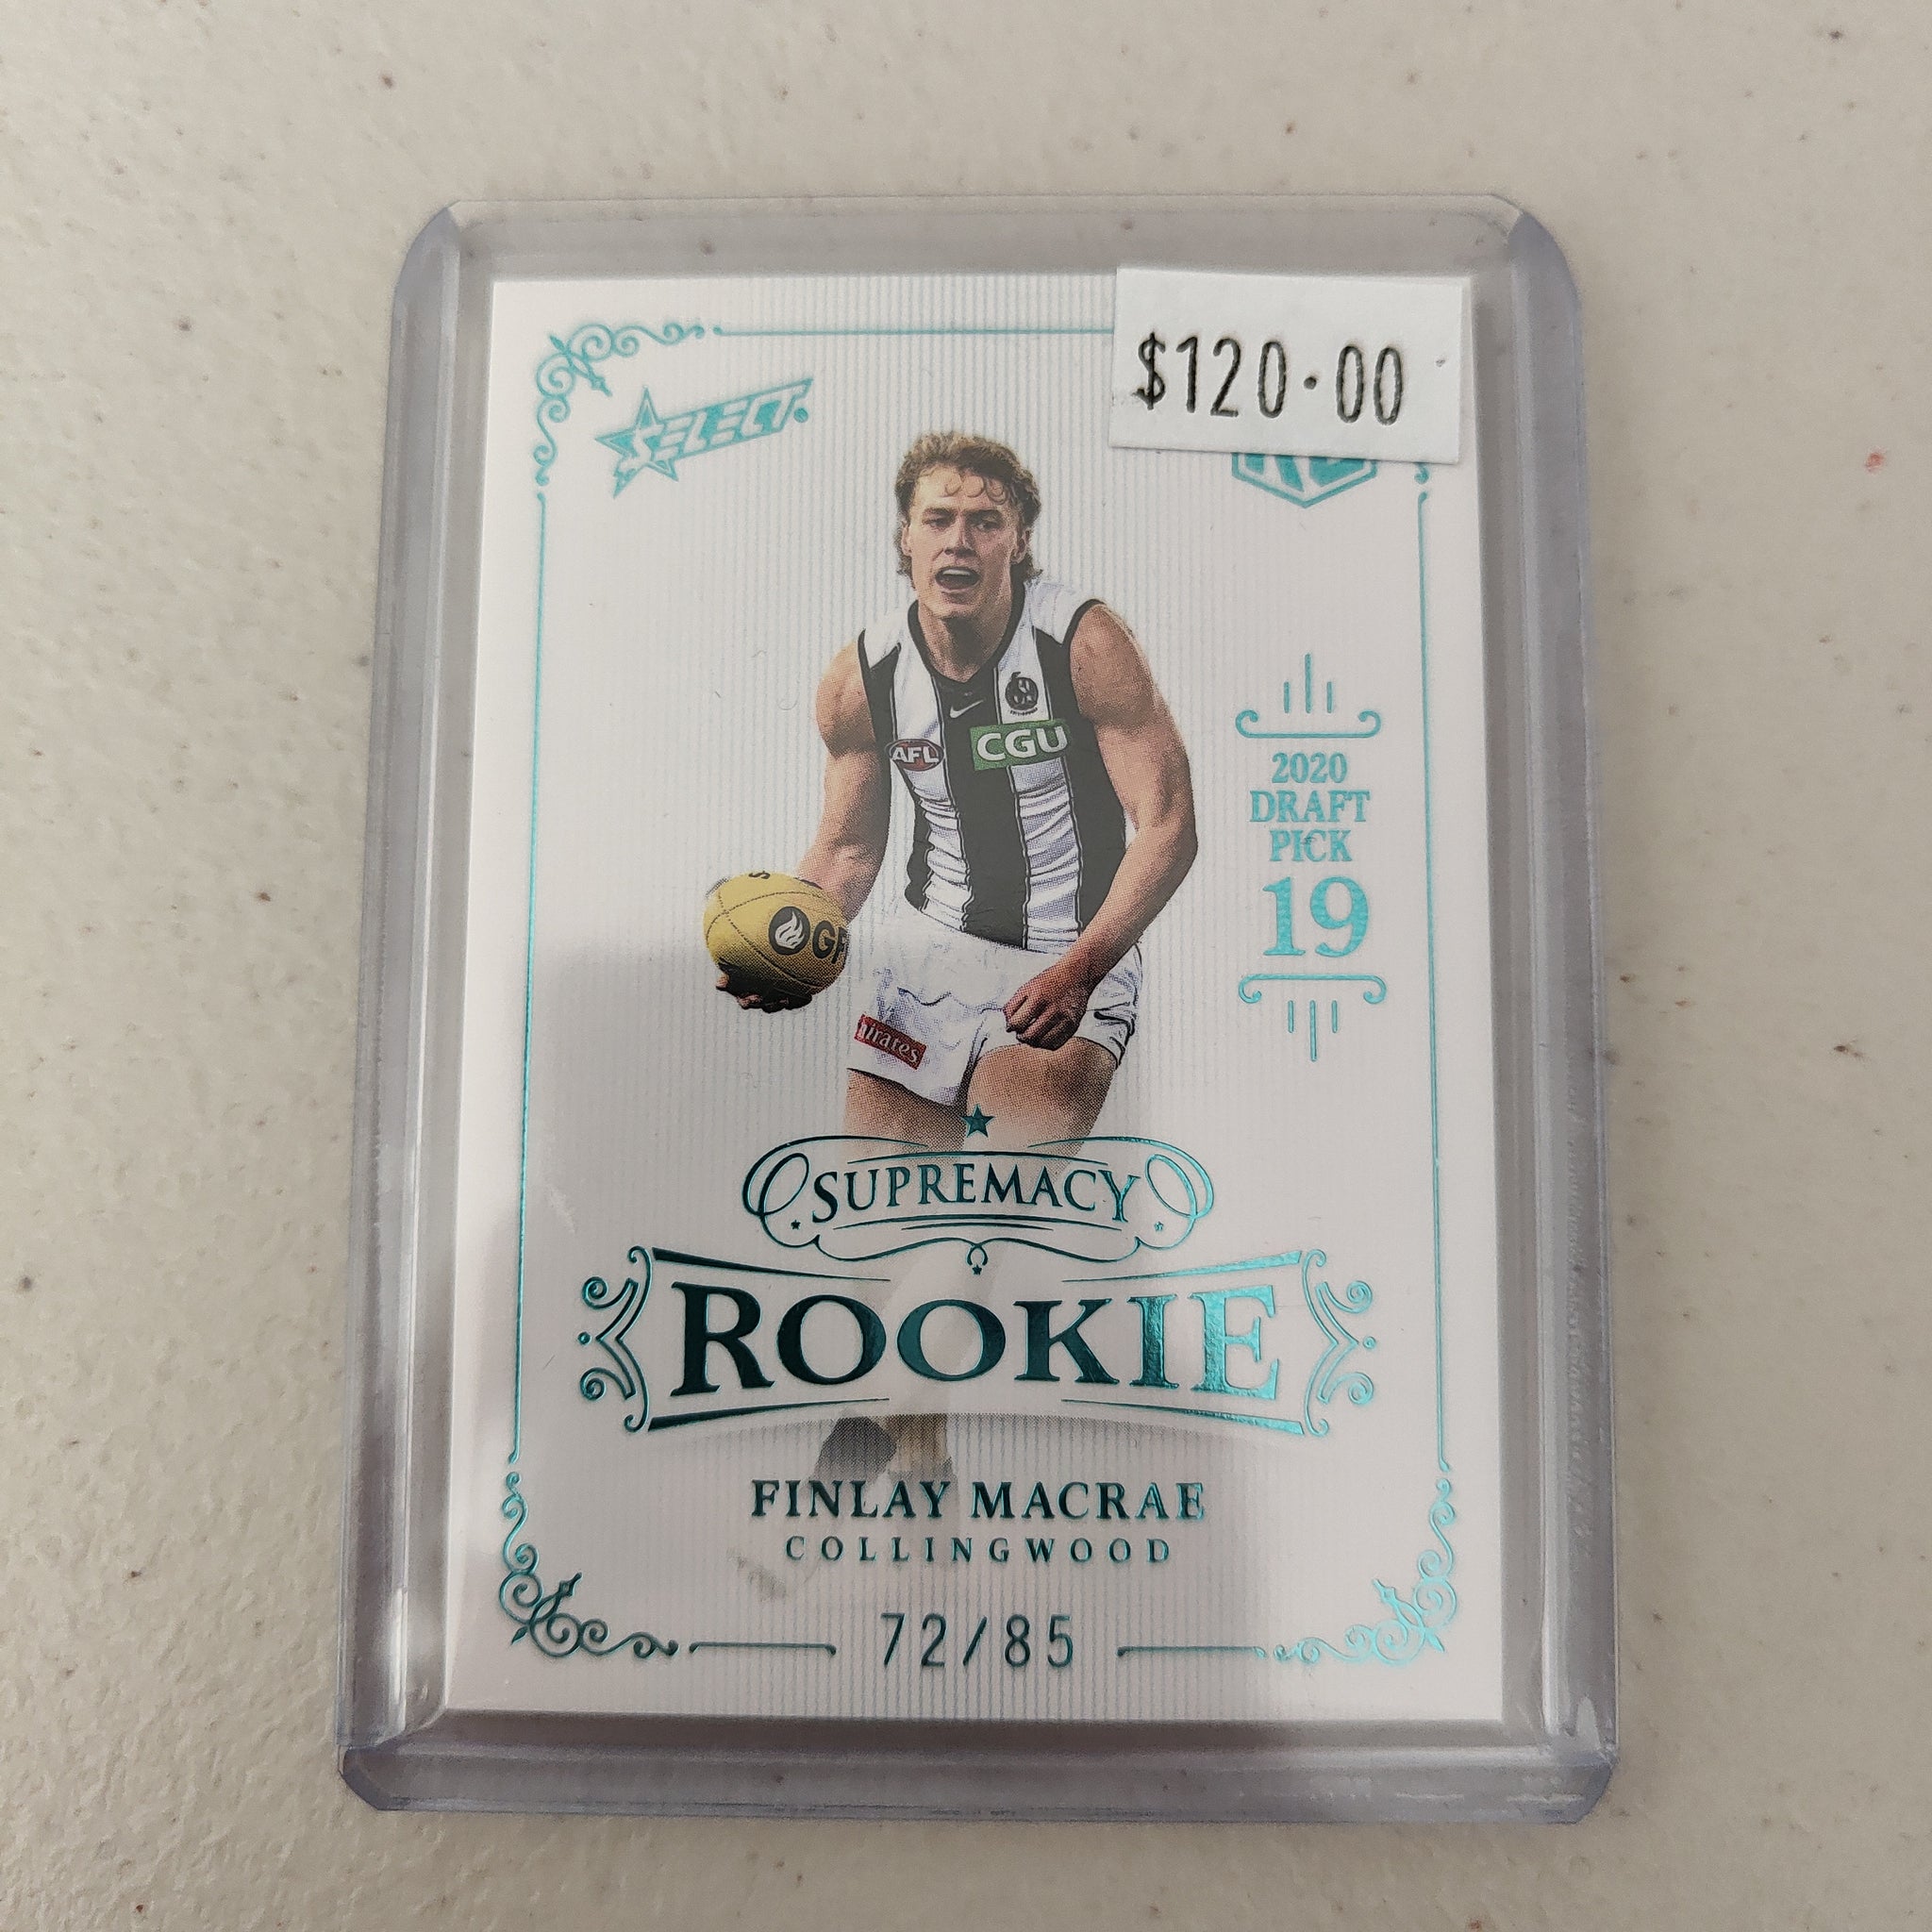 SELECT.
$120.00
AFL
CGU
2020
DRAFT
PICK
19
SUPREMACY
ROOKIE
FINLAY MACRAE
COLLINGWOOD
72/85